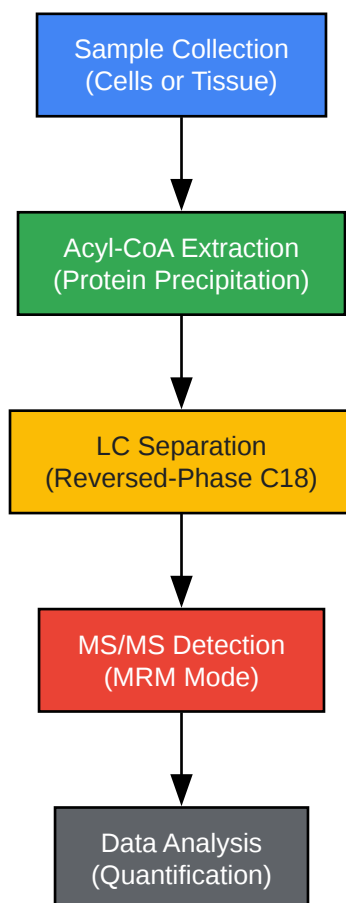 Sample Collection
(Cells or Tissue)
Acyl-CoA Extraction
(Protein Precipitation)
LC Separation
(Reversed-Phase C18)
MS/MS Detection
(MRM Mode)
Data Analysis
(Quantification)